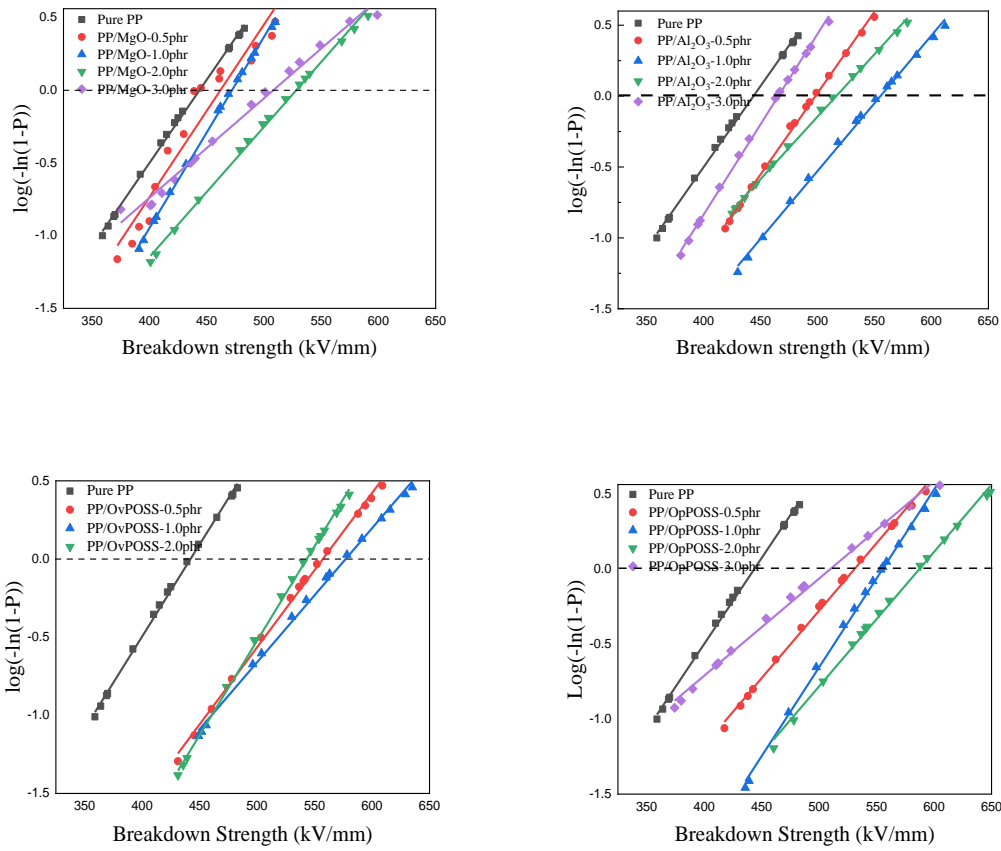 0.5
0.0
-0.5
-1.0
-1.5
log(-ln(1-P))
Pure PP
PP/MgO-0.5phr
PP/MgO-1.0phr
PP/MgO-2.0phr
PP/MgO-3.0phr
350 400 450 500 550 600 650
Breakdown strength (kV/mm)
0.5
0.0
-0.5
-1.0
-1.5
log(-ln(1-P))
Pure PP
PP/Al₂O₃-0.5phr
PP/Al₂O₃-1.0phr
PP/Al₂O₃-2.0phr
PP/Al₂O₃-3.0phr
350 400 450 500 550 600 650
Breakdown strength (kV/mm)
0.5
0.0
-0.5
-1.0
-1.5
log(-ln(1-P))
Pure PP
PP/OvPOSS-0.5phr
PP/OvPOSS-1.0phr
PP/OvPOSS-2.0phr
350 400 450 500 550 600 650
Breakdown Strength (kV/mm)
0.5
0.0
-0.5
-1.0
-1.5
Log(-ln(1-P))
Pure PP
PP/OpPOSS-0.5phr
PP/OpPOSS-1.0phr
PP/OpPOSS-2.0phr
PP/OpPOSS-3.0phr
350 400 450 500 550 600 650
Breakdown Strength (kV/mm)